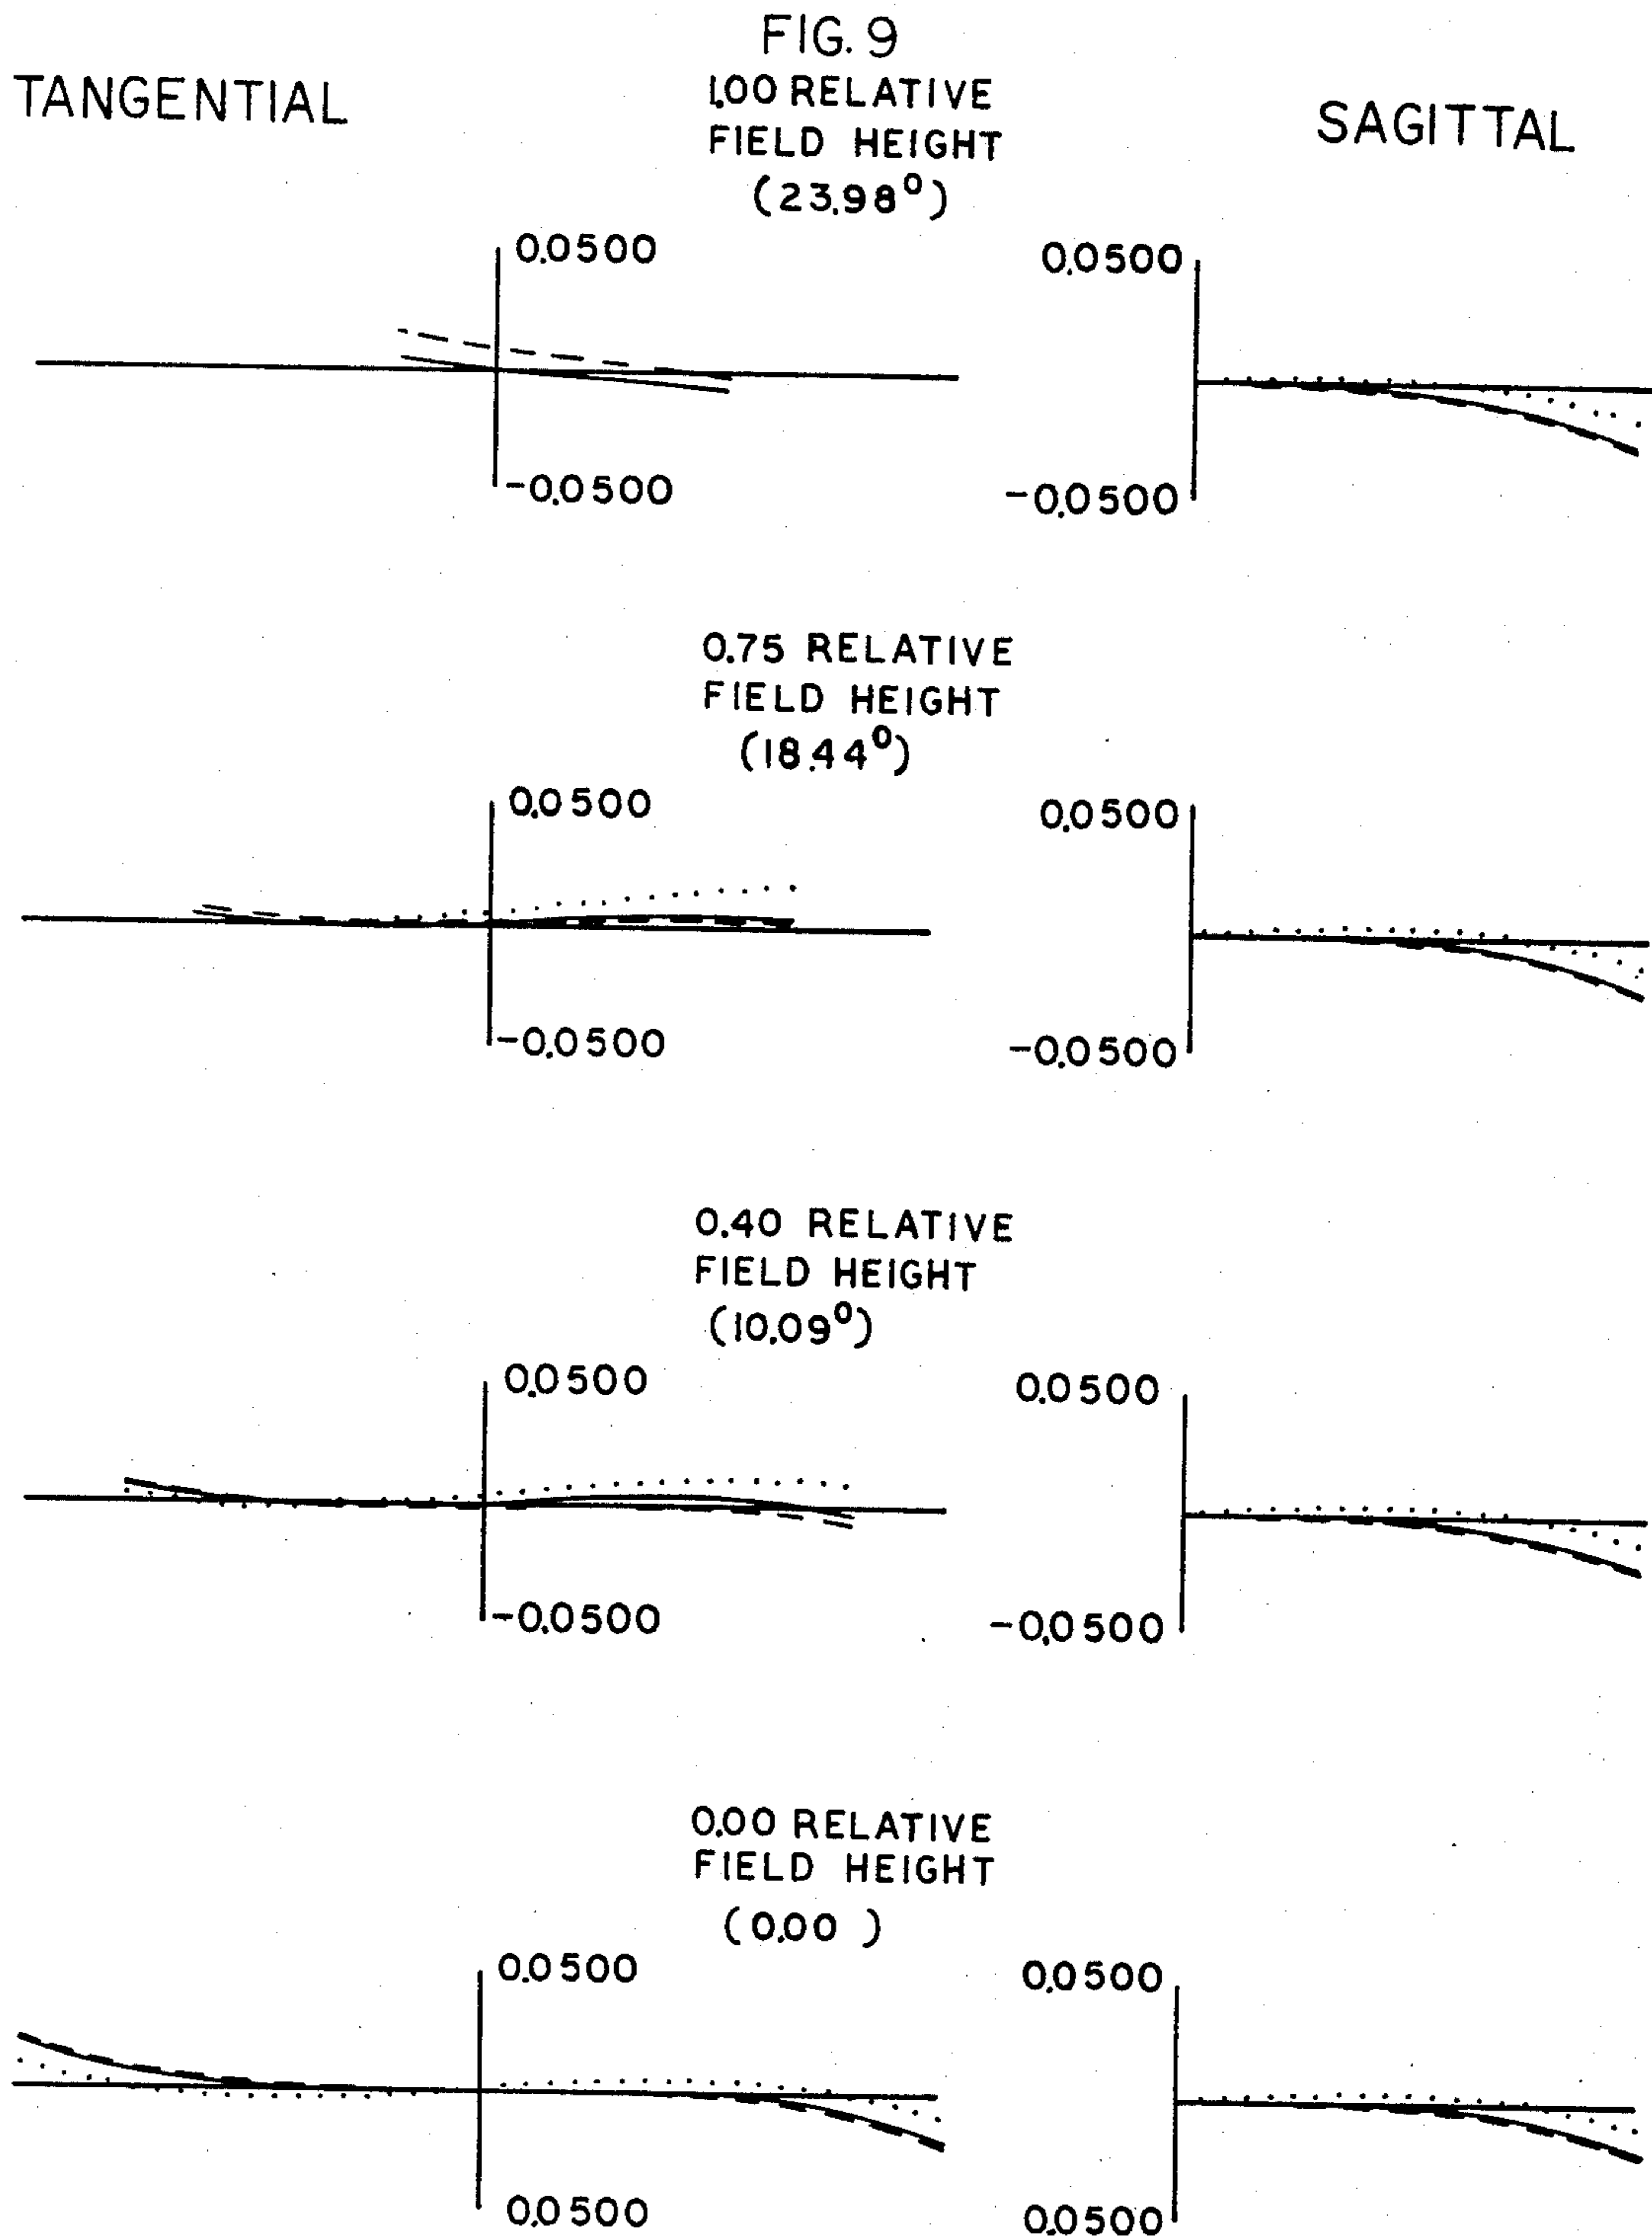 FIG. 9
TANGENTIAL
1.00 RELATIVE
FIELD HEIGHT
(23.98⁰)
SAGITTAL
0.0500
-0.0500
0.0500
-0.0500
0.75 RELATIVE
FIELD HEIGHT
(18.44⁰)
0.0500
-0.0500
0.0500
-0.0500
0.40 RELATIVE
FIELD HEIGHT
(10.09⁰)
0.0500
-0.0500
0.0500
-0.0500
0.00 RELATIVE
FIELD HEIGHT
(0.00 )
0.0500
0.0500
0.0500
0.0500